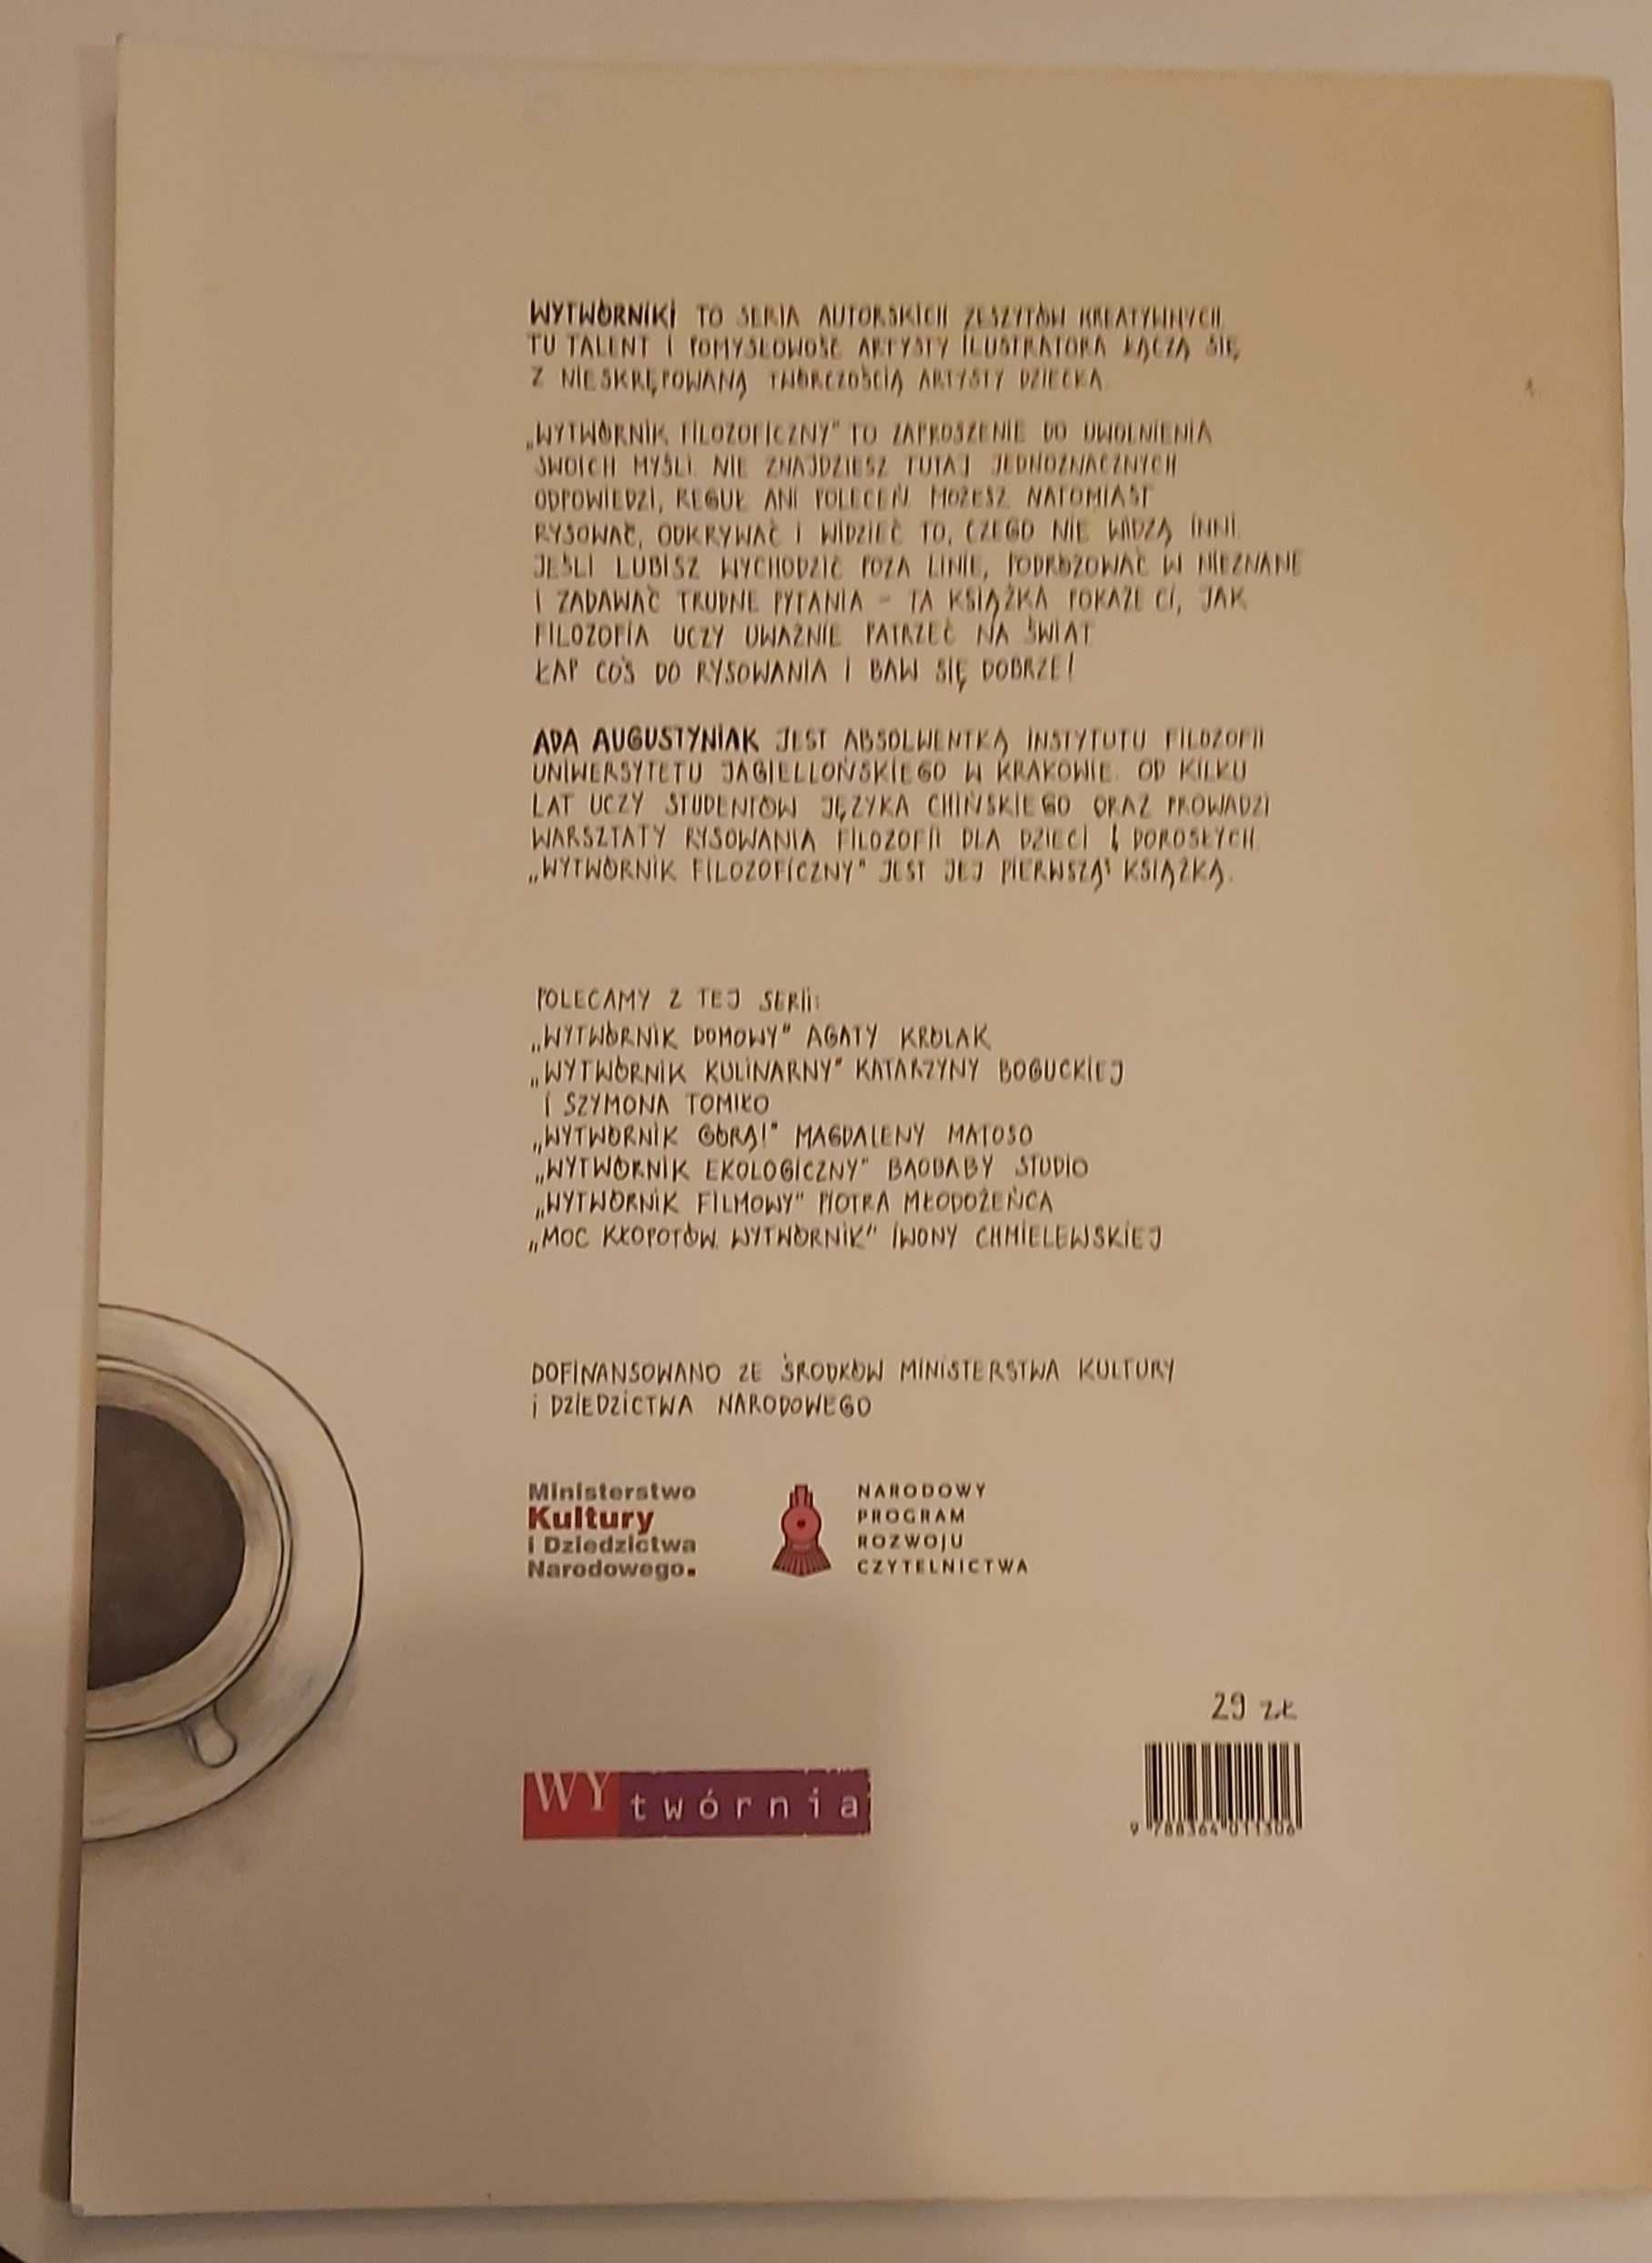 WYTWÓRNIKI TO SERIA AUTORSKICH ZESZYTÓW KREATYWNYCH.
TU TALENT I POMYSŁOWOŚĆ ARTYSTY ILUSTRATORA ŁĄCZĄ SIĘ
Z NIESKRĘPOWANĄ TWÓRCZOŚCIĄ ARTYSTY DZIECKA.
„WYTWÓRNIK FILOZOFICZNY" TO ZAPROSZENIE DO UWOLNIENIA
SWOICH MYŚLI. NIE ZNAJDZIESZ TUTAJ JEDNOZNACZNYCH
ODPOWIEDZI, REGUŁ ANI POLECEŃ. MOŻESZ NATOMIAST
RYSOWAĆ, ODKRYWAĆ I WIDZIEĆ TO, CZEGO NIE WIDZĄ INNI.
JEŚLI LUBISZ WYCHODZIĆ POZA LINIE, PODRÓŻOWAĆ W NIEZNANE
I ZADAWAĆ TRUDNE PYTANIA – TA KSIĄŻKA POKAŻE CI, JAK
FILOZOFIA UCZY UWAŻNIE PATRZEĆ NA ŚWIAT.
ŁAP COŚ DO RYSOWANIA I BAW SIĘ DOBRZE!
ADA AUGUSTYNIAK JEST ABSOLWENTKĄ INSTYTUTU FILOZOFII
UNIWERSYTETU JAGIELLOŃSKIEGO W KRAKOWIE. OD KILKU
LAT UCZY STUDENTÓW JĘZYKA CHIŃSKIEGO ORAZ PROWADZI
WARSZTATY RYSOWANIA FILOZOFII DLA DZIECI I DOROSŁYCH.
„WYTWÓRNIK FILOZOFICZNY" JEST JEJ PIERWSZĄ KSIĄŻKĄ.
POLECAMY Z TEJ SERII:
„WYTWÓRNIK DOMOWY" AGATY KRÓLAK
„WYTWÓRNIK KULINARNY" KATARZYNY BOGUCKIEJ
I SZYMONA TOMIŁO
„WYTWÓRNIK GÓRĄ!" MAGDALENY MATOSO
„WYTWÓRNIK EKOLOGICZNY" BAOBABY STUDIO
„WYTWÓRNIK FILMOWY" PIOTRA MŁODOŻEŃCA
„MOC KŁOPOTÓW. WYTWÓRNIK" IWONY CHMIELEWSKIEJ
DOFINANSOWANO ZE ŚRODKÓW MINISTERSTWA KULTURY
I DZIEDZICTWA NARODOWEGO
Ministerstwo
Kultury
i Dziedzictwa
Narodowego.
NARODOWY
PROGRAM
ROZWOJU
CZYTELNICTWA
29 ZŁ
WYtwórnia
9 788364 011306